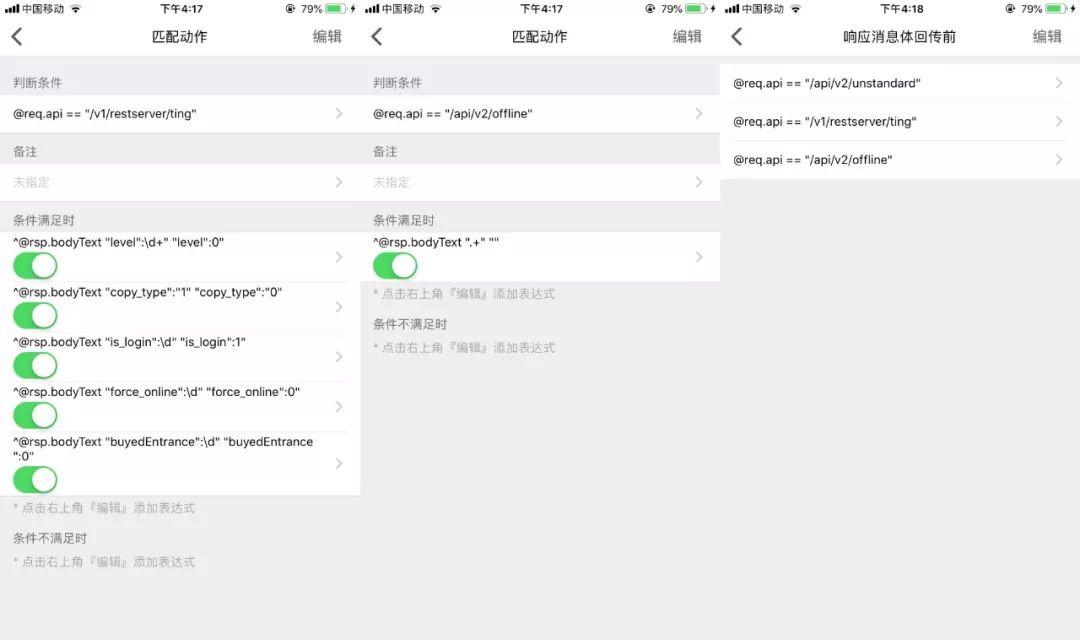 中国移动 下午4:17 79%
匹配动作 编辑
判断条件
@req.api == "/v1/restserver/ting"
备注
未指定
条件满足时
^@rsp.bodyText "level":\d+" "level":0"
^@rsp.bodyText "copy_type":"1" "copy_type":"0"
^@rsp.bodyText "is_login":\d" "is_login":1"
^@rsp.bodyText "force_online":\d" "force_online":0"
^@rsp.bodyText "buyedEntrance":\d" "buyedEntrance
":0"
* 点击右上角『编辑』添加表达式
条件不满足时
* 点击右上角『编辑』添加表达式
中国移动 下午4:17 79%
匹配动作 编辑
判断条件
@req.api == "/api/v2/offline"
备注
未指定
条件满足时
^@rsp.bodyText ".+" ""
* 点击右上角『编辑』添加表达式
条件不满足时
* 点击右上角『编辑』添加表达式
中国移动 下午4:18 79%
响应消息体回传前 编辑
@req.api == "/api/v2/unstandard"
@req.api == "/v1/restserver/ting"
@req.api == "/api/v2/offline"